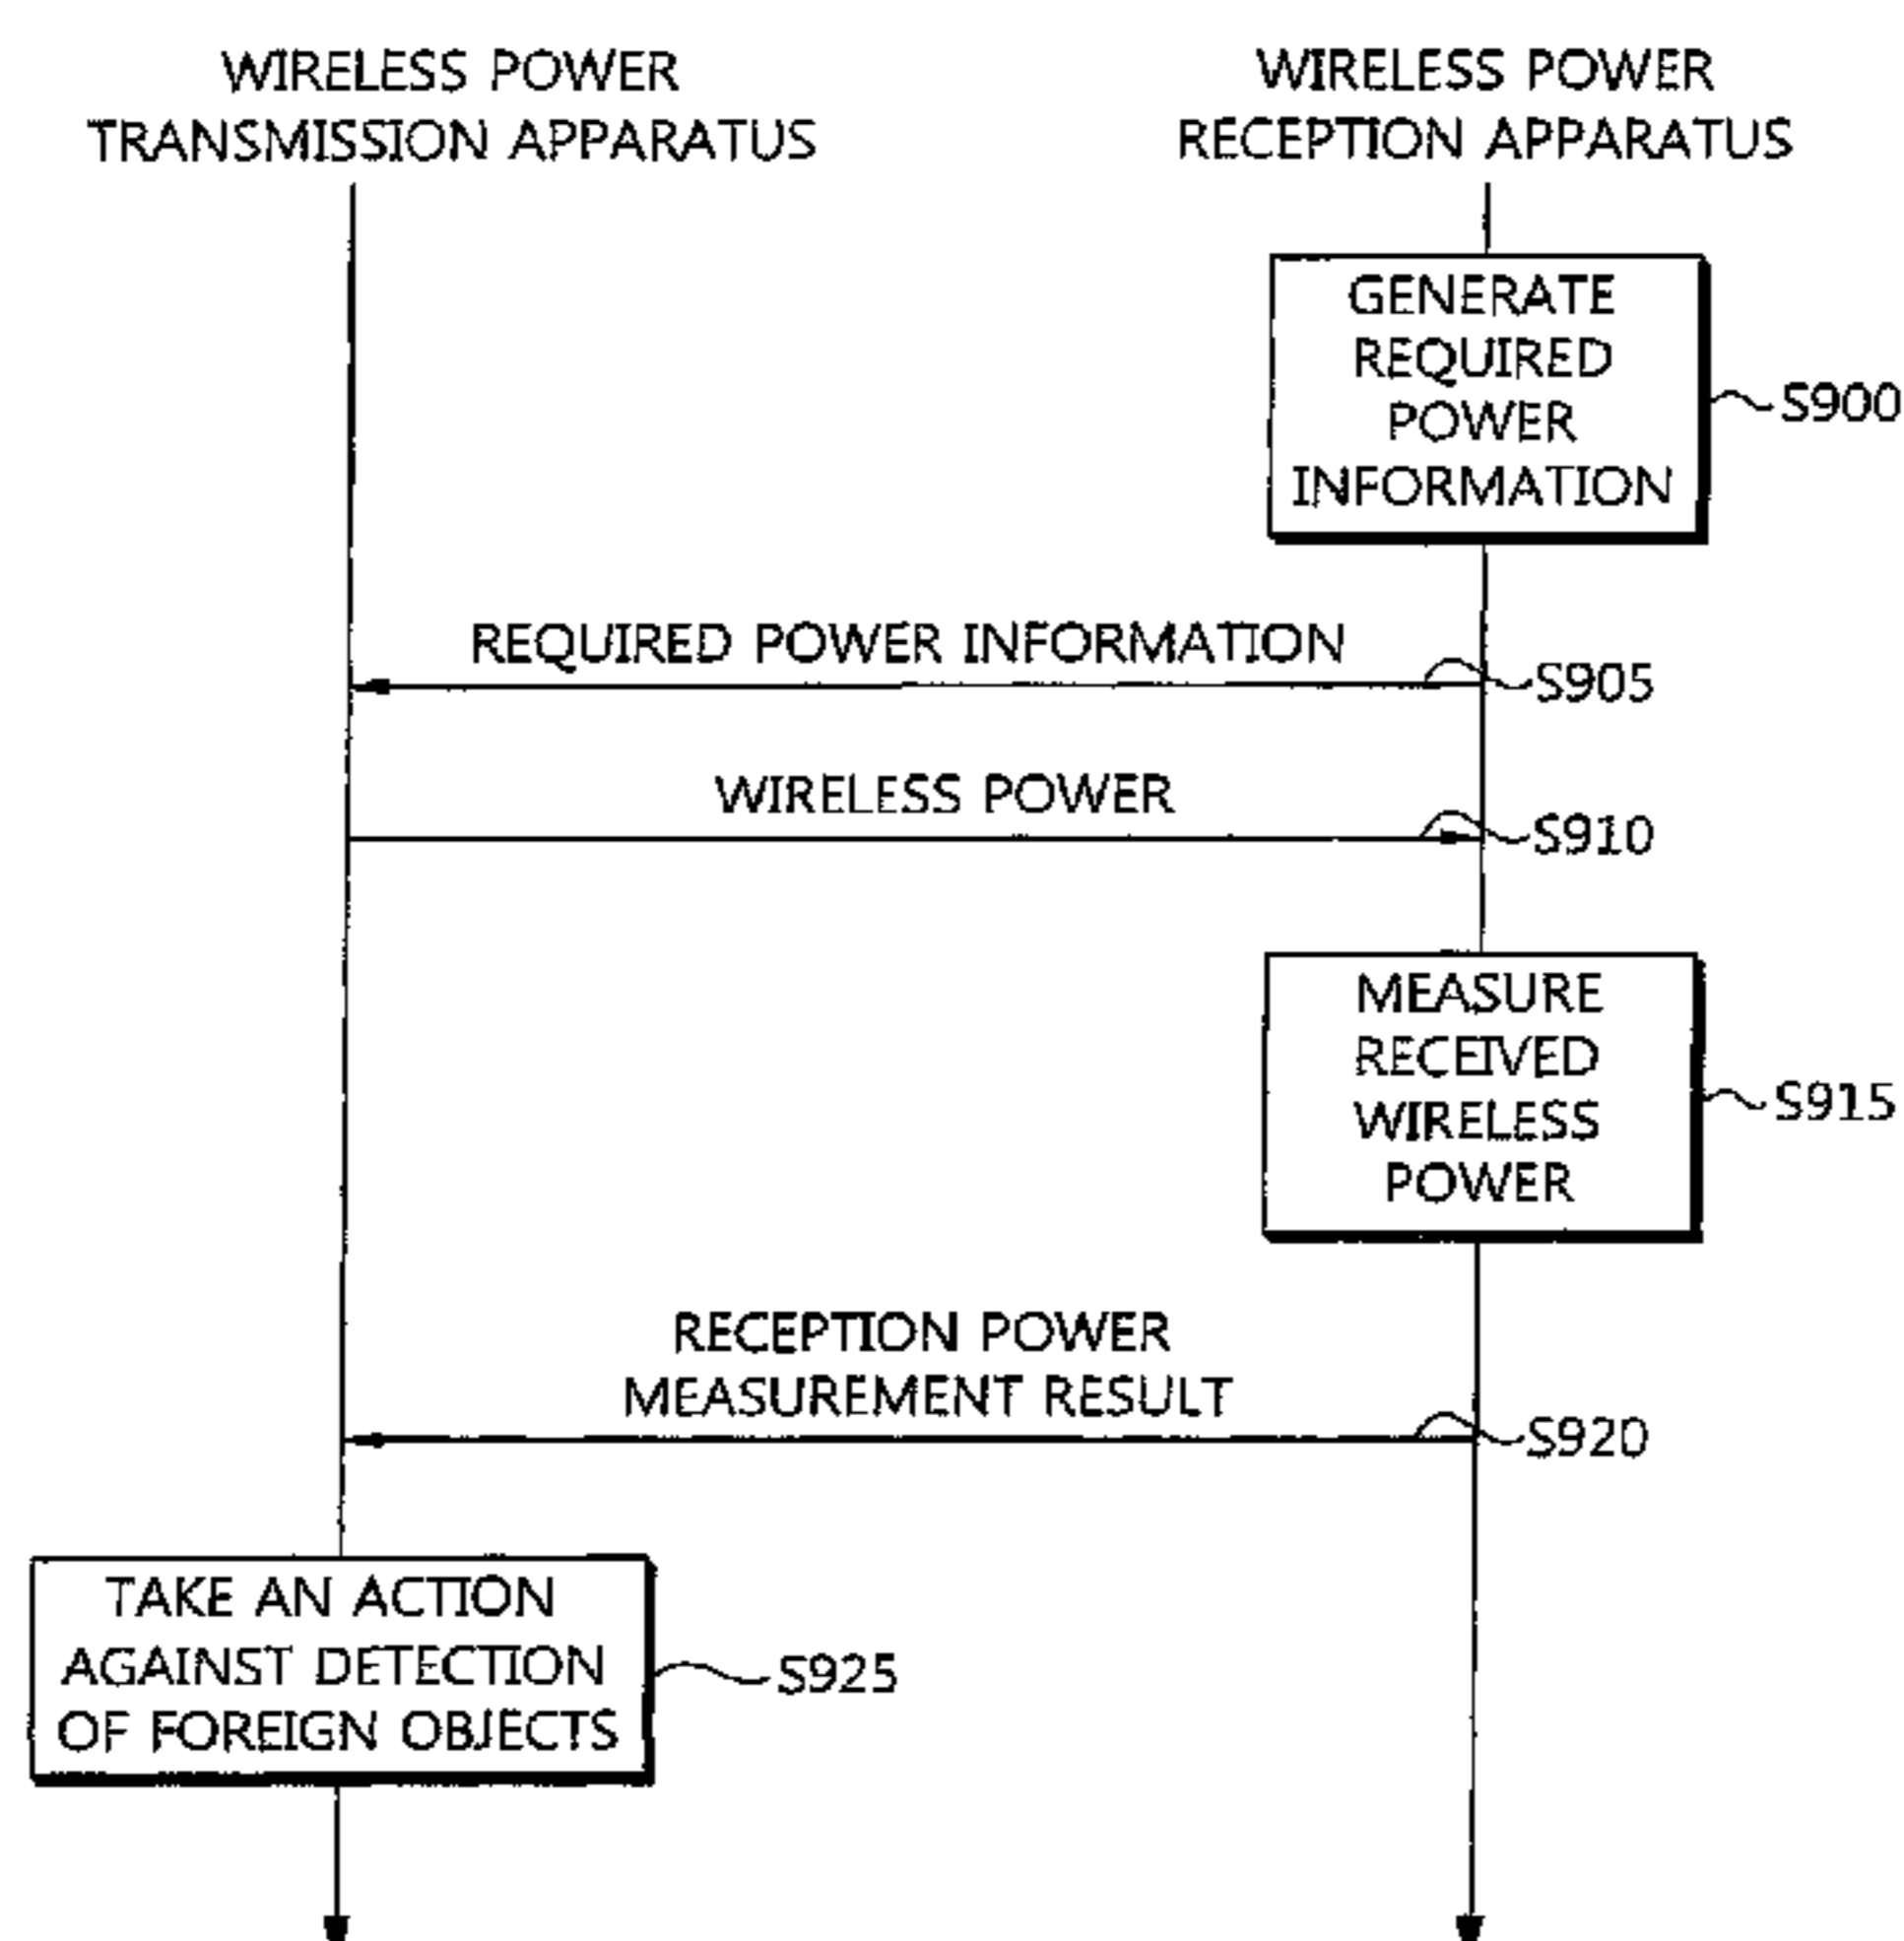 WIRELESS POWER
TRANSMISSION APPARATUS
WIRELESS POWER
RECEPTION APPARATUS
GENERATE
REQUIRED
POWER
INFORMATION
S900
REQUIRED POWER INFORMATION
S905
WIRELESS POWER
S910
MEASURE
RECEIVED
WIRELESS
POWER
S915
RECEPTION POWER
MEASUREMENT RESULT
S920
TAKE AN ACTION
AGAINST DETECTION
OF FOREIGN OBJECTS
S925